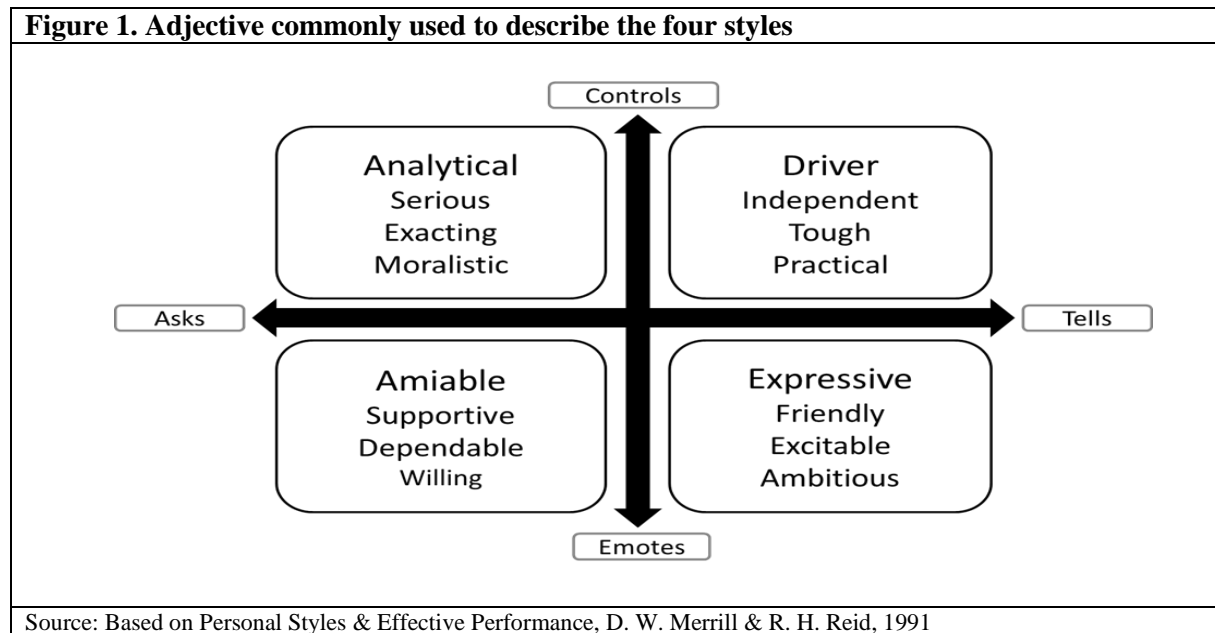 Figure 1. Adjective commonly used to describe the four styles
Controls
Analytical
Serious
Exacting
Moralistic
Driver
Independent
Tough
Practical
Asks
Tells
Amiable
Supportive
Dependable
Willing
Expressive
Friendly
Excitable
Ambitious
Emotes
Source: Based on Personal Styles & Effective Performance, D. W. Merrill & R. H. Reid, 1991